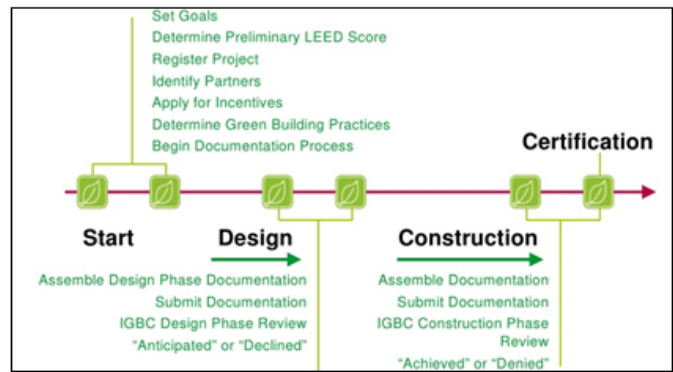 Set Goals
Determine Preliminary LEED Score
Register Project
Identify Partners
Apply for Incentives
Determine Green Building Practices
Begin Documentation Process
Certification
Start
Design
Construction
Assemble Design Phase Documentation
Submit Documentation
IGBC Design Phase Review
“Anticipated” or “Declined”
Assemble Documentation
Submit Documentation
IGBC Construction Phase
Review
“Achieved” or “Denied”